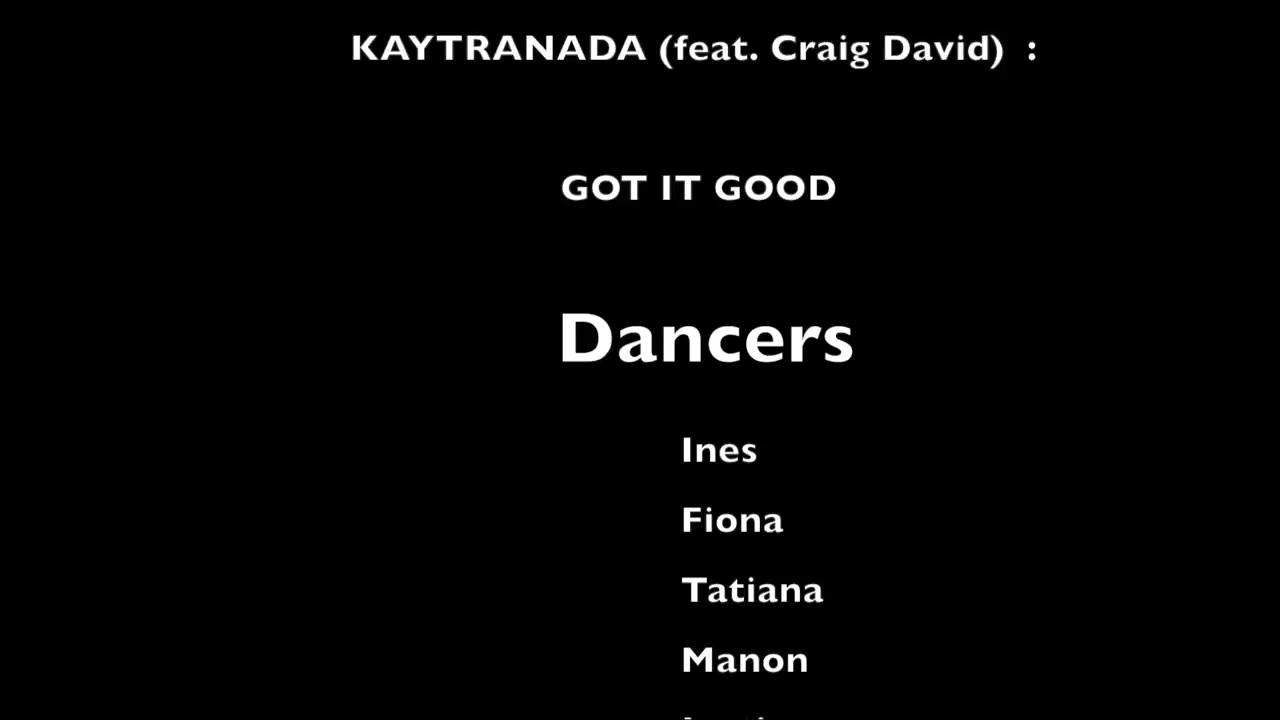 KAYTRANADA (feat. Craig David)  :
GOT IT GOOD
Dancers
Ines
Fiona
Tatiana
Manon